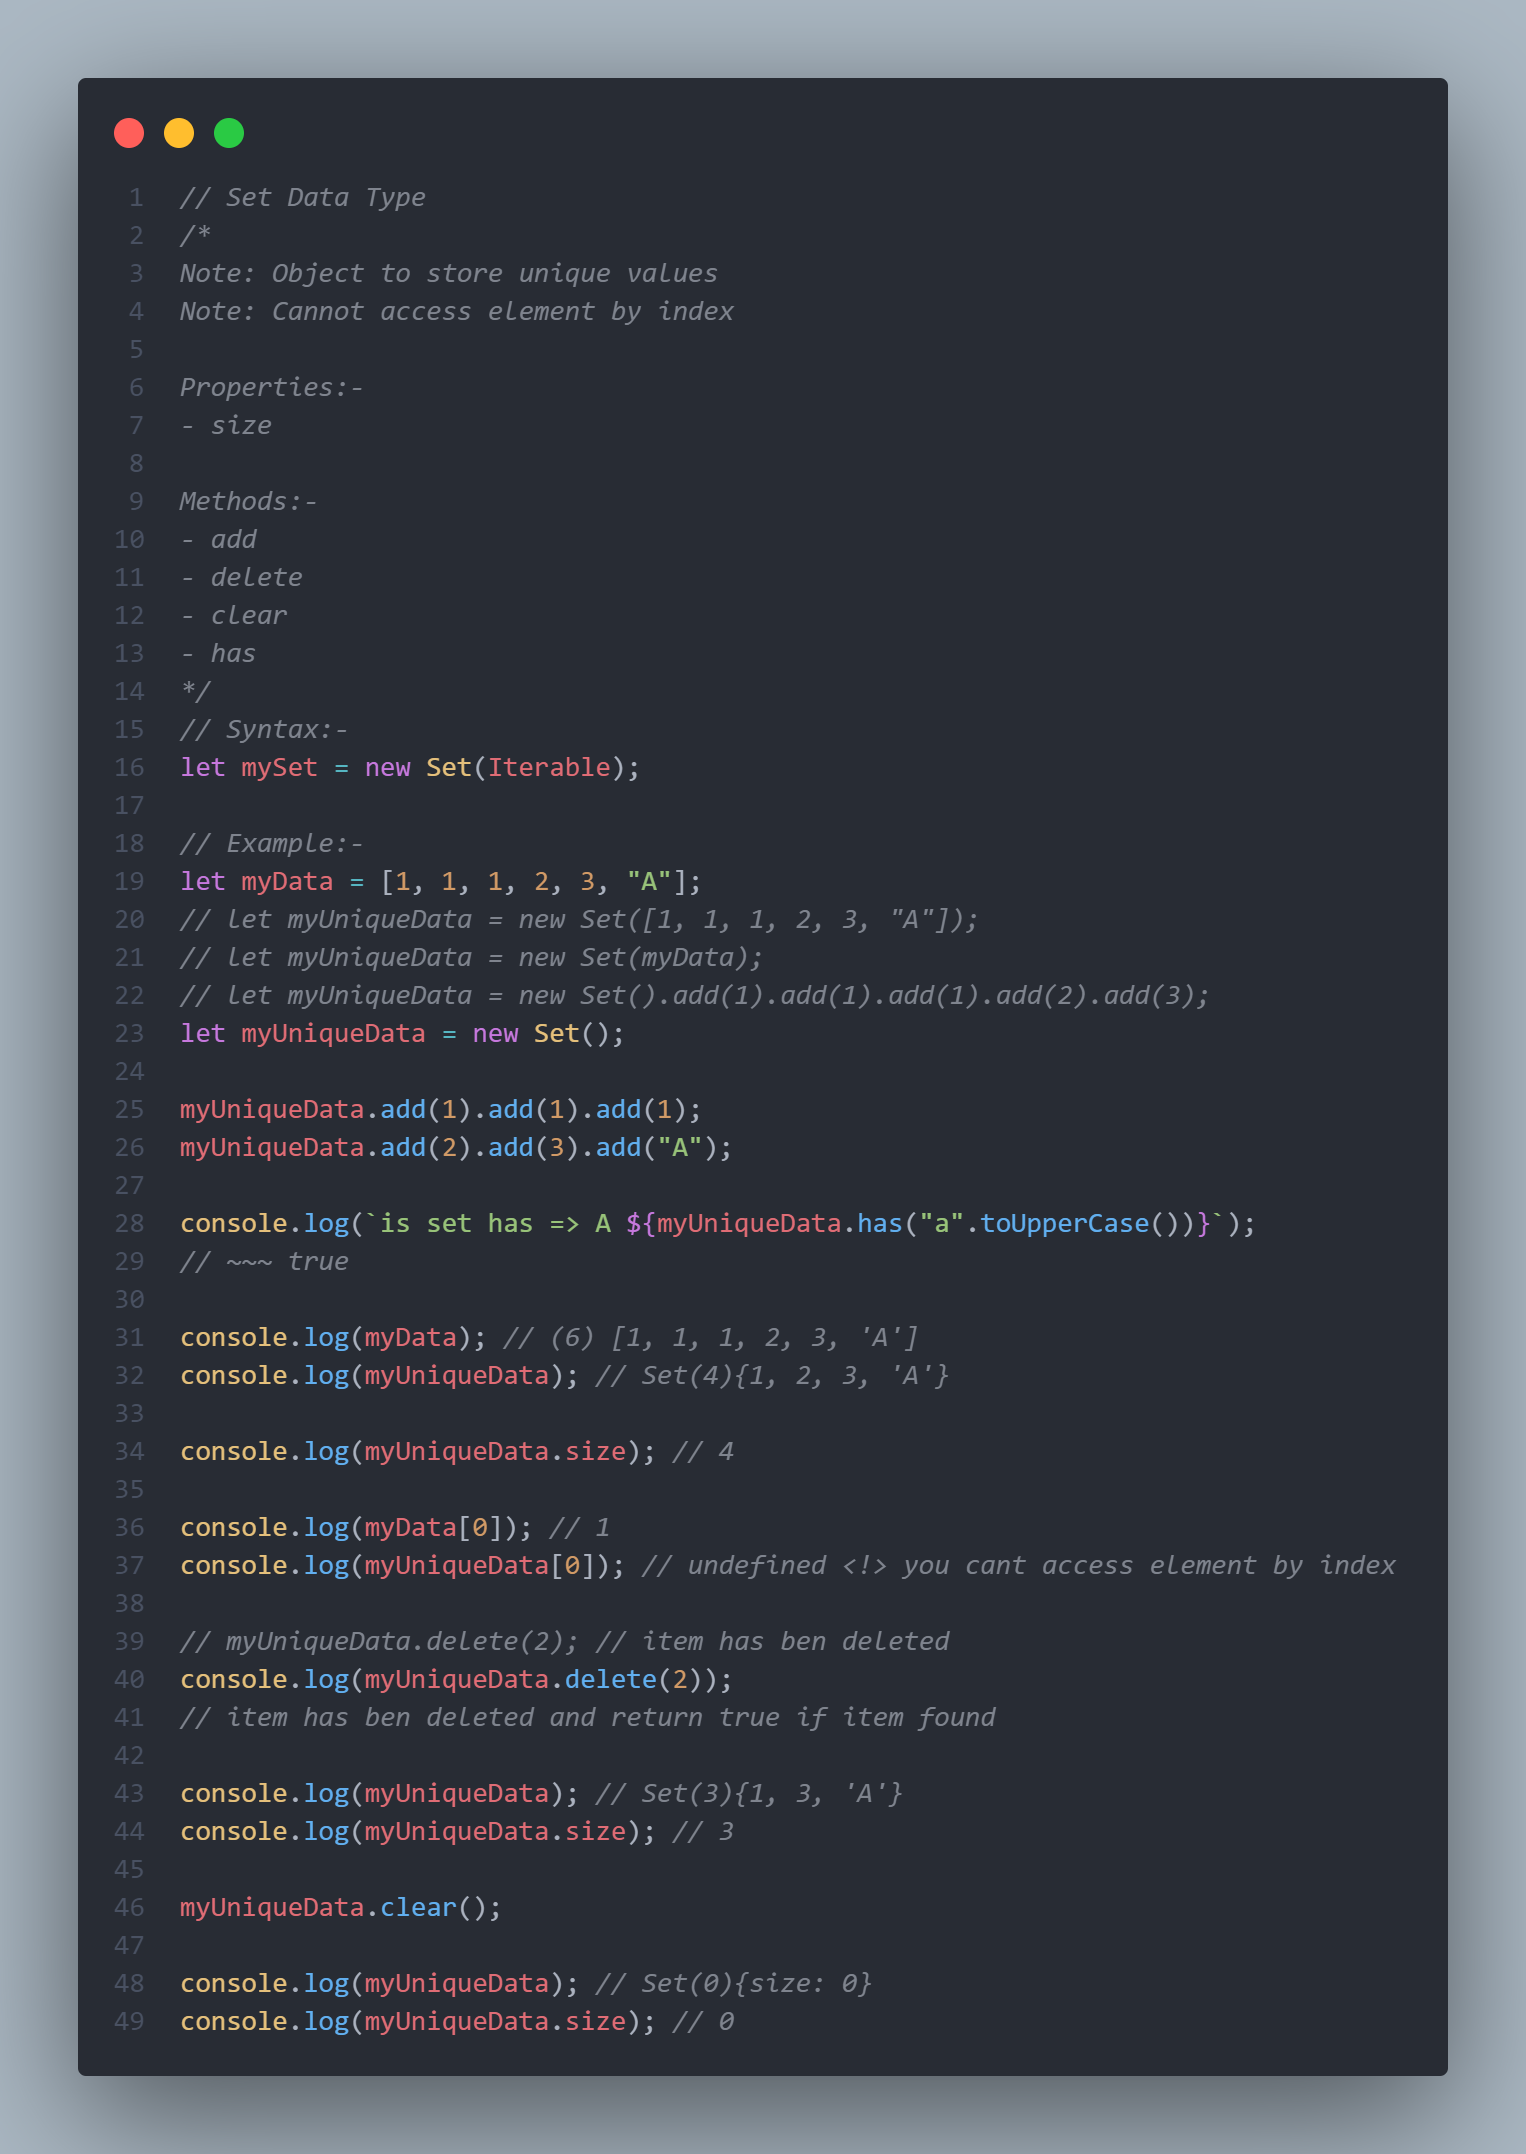 1 // Set Data Type
2 /*
3 Note: Object to store unique values
4 Note: Cannot access element by index
5
6 Properties:-
7 - size
8
9 Methods:-
10 - add
11 - delete
12 - clear
13 - has
14 */
15 // Syntax:-
16 let mySet = new Set(Iterable);
17
18 // Example:-
19 let myData = [1, 1, 1, 2, 3, "A"];
20 // let myUniqueData = new Set([1, 1, 1, 2, 3, "A"]);
21 // let myUniqueData = new Set(myData);
22 // let myUniqueData = new Set().add(1).add(1).add(1).add(2).add(3);
23 let myUniqueData = new Set();
24
25 myUniqueData.add(1).add(1).add(1);
26 myUniqueData.add(2).add(3).add("A");
27
28 console.log(`is set has => A ${myUniqueData.has("a".toUpperCase())}`);
29 // ~~~ true
30
31 console.log(myData); // (6) [1, 1, 1, 2, 3, 'A']
32 console.log(myUniqueData); // Set(4){1, 2, 3, 'A'}
33
34 console.log(myUniqueData.size); // 4
35
36 console.log(myData[0]); // 1
37 console.log(myUniqueData[0]); // undefined <!> you cant access element by index
38
39 // myUniqueData.delete(2); // item has ben deleted
40 console.log(myUniqueData.delete(2));
41 // item has ben deleted and return true if item found
42
43 console.log(myUniqueData); // Set(3){1, 3, 'A'}
44 console.log(myUniqueData.size); // 3
45
46 myUniqueData.clear();
47
48 console.log(myUniqueData); // Set(0){size: 0}
49 console.log(myUniqueData.size); // 0